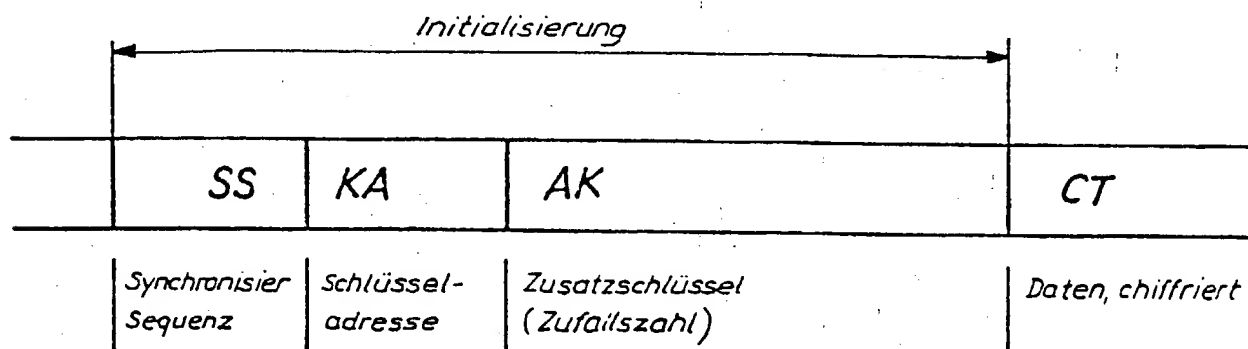 Initialisierung
SS KA AK CT
Synchronisier Schlüssel- Zusatzschlüssel Daten, chiffriert
Sequenz adresse (Zufallszahl)